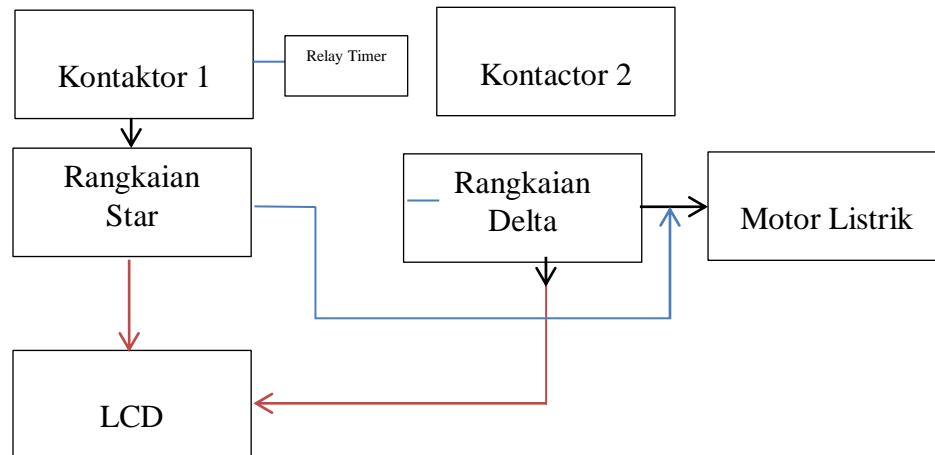 Kontaktor 1
Relay Timer
Kontactor 2
Rangkaian
Star
Rangkaian
Delta
Motor Listrik
LCD